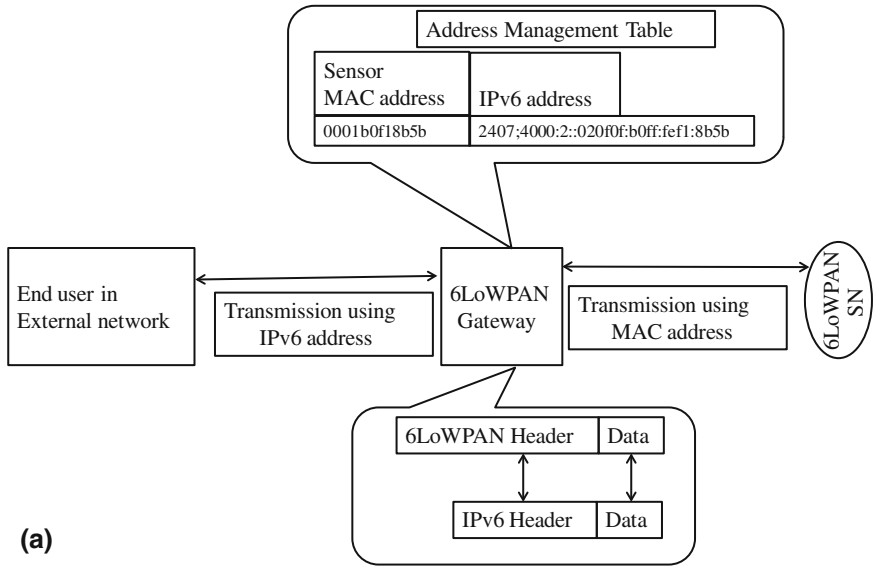 Address Management Table
Sensor
MAC address
IPv6 address
0001b0f18b5b
2407;4000:2::020f0f:b0ff:fef1:8b5b
End user in
External network
Transmission using
IPv6 address
6LoWPAN
Gateway
Transmission using
MAC address
6LoWPAN
SN
6LoWPAN Header
Data
IPv6 Header
Data
(a)